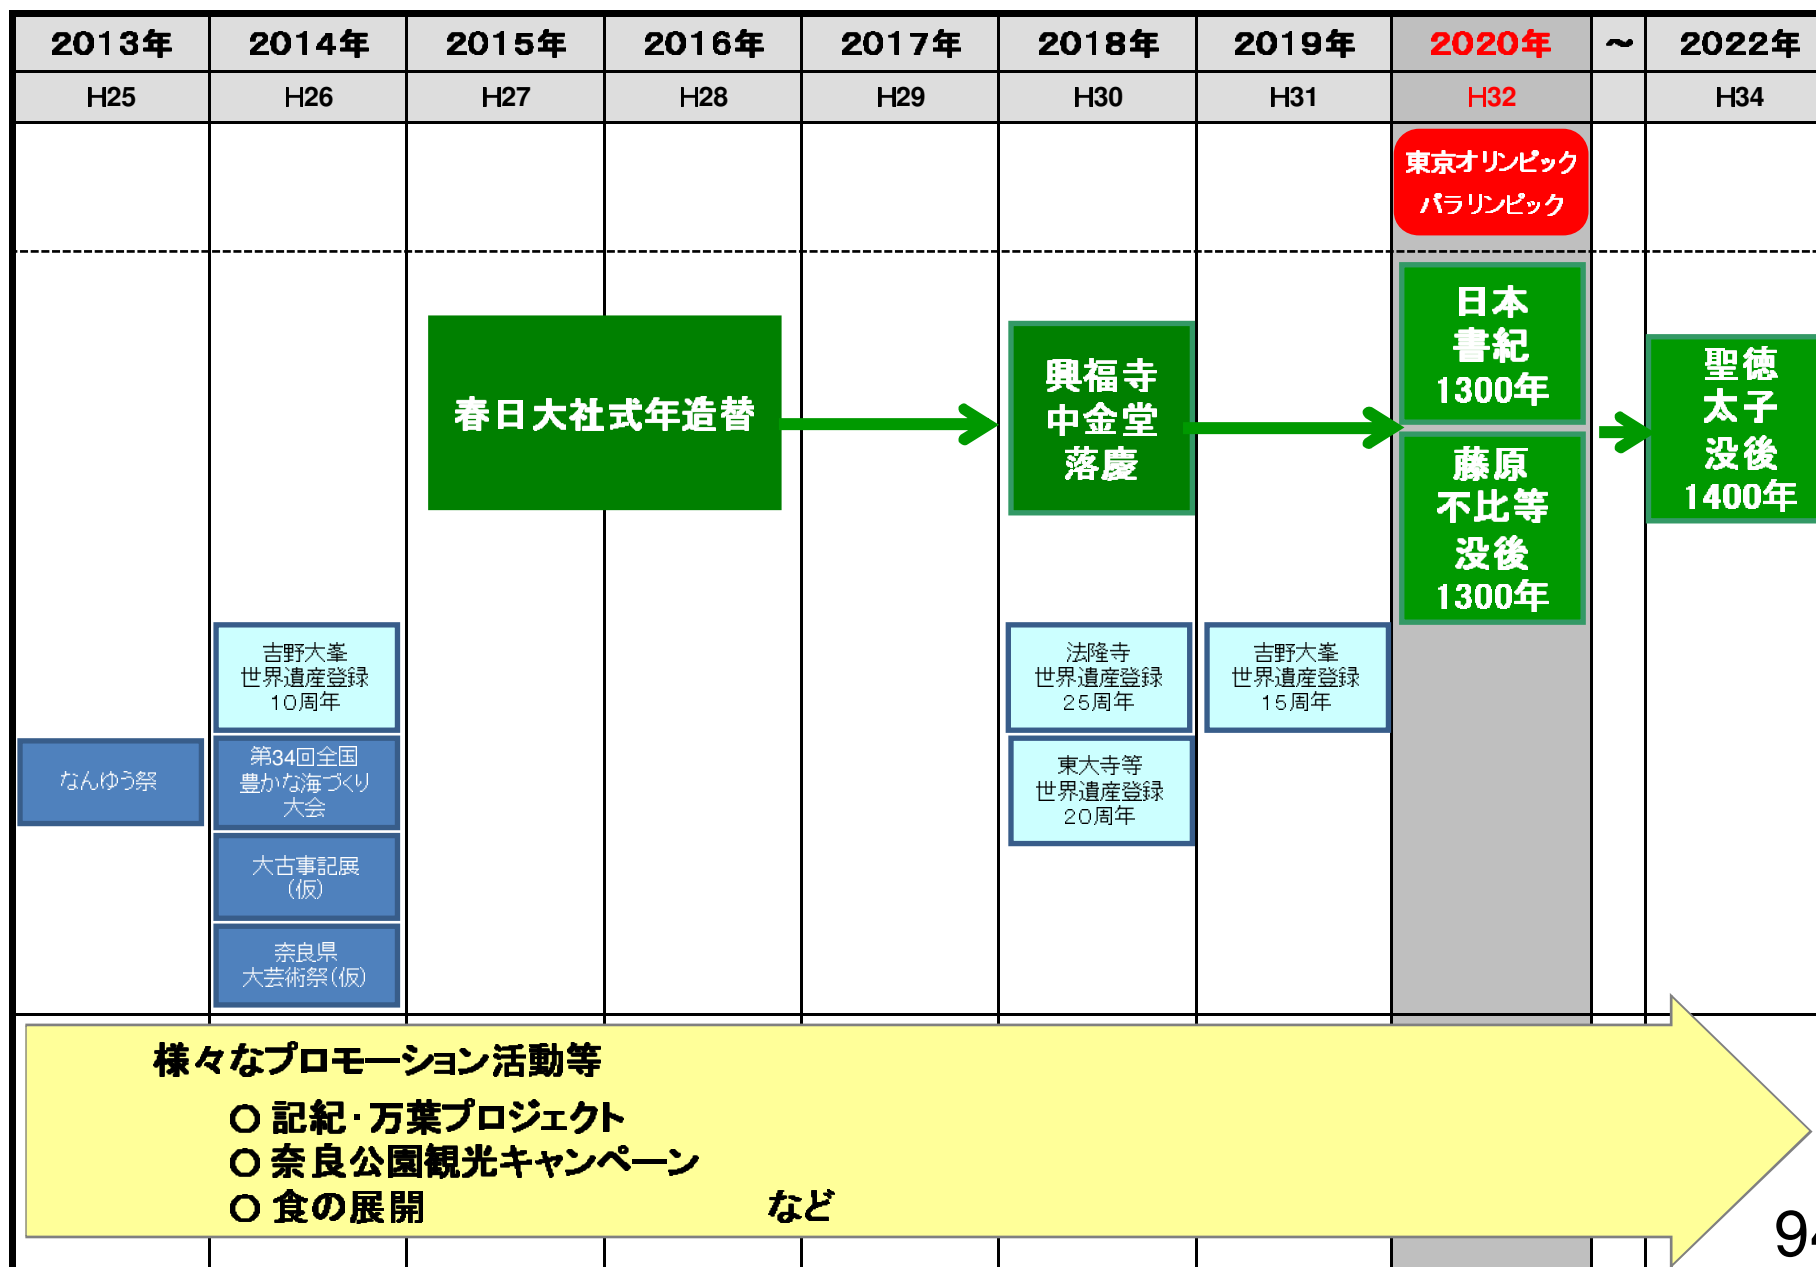 2013年 2014年 2015年 2016年 2017年 2018年 2019年 2020年 ～ 2022年
H25 H26 H27 H28 H29 H30 H31 H32 H34
東京オリンピック
パラリンピック
春日大社式年造替
興福寺
中金堂
落慶
日本
書紀
1300年
藤原
不比等
没後
1300年
聖徳
太子
没後
1400年
吉野大峯
世界遺産登録
10周年
法隆寺
世界遺産登録
25周年
吉野大峯
世界遺産登録
15周年
なんゆう祭
第34回全国
豊かな海づくり
大会
東大寺等
世界遺産登録
20周年
大古事記展
(仮)
奈良県
大芸術祭(仮)
様々なプロモーション活動等
○ 記紀・万葉プロジェクト
○ 奈良公園観光キャンペーン
○ 食の展開 など
94